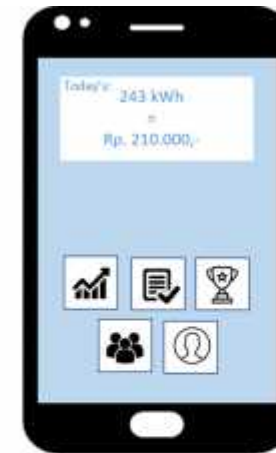 Today's:
243 kWh
=
Rp. 210.000,-